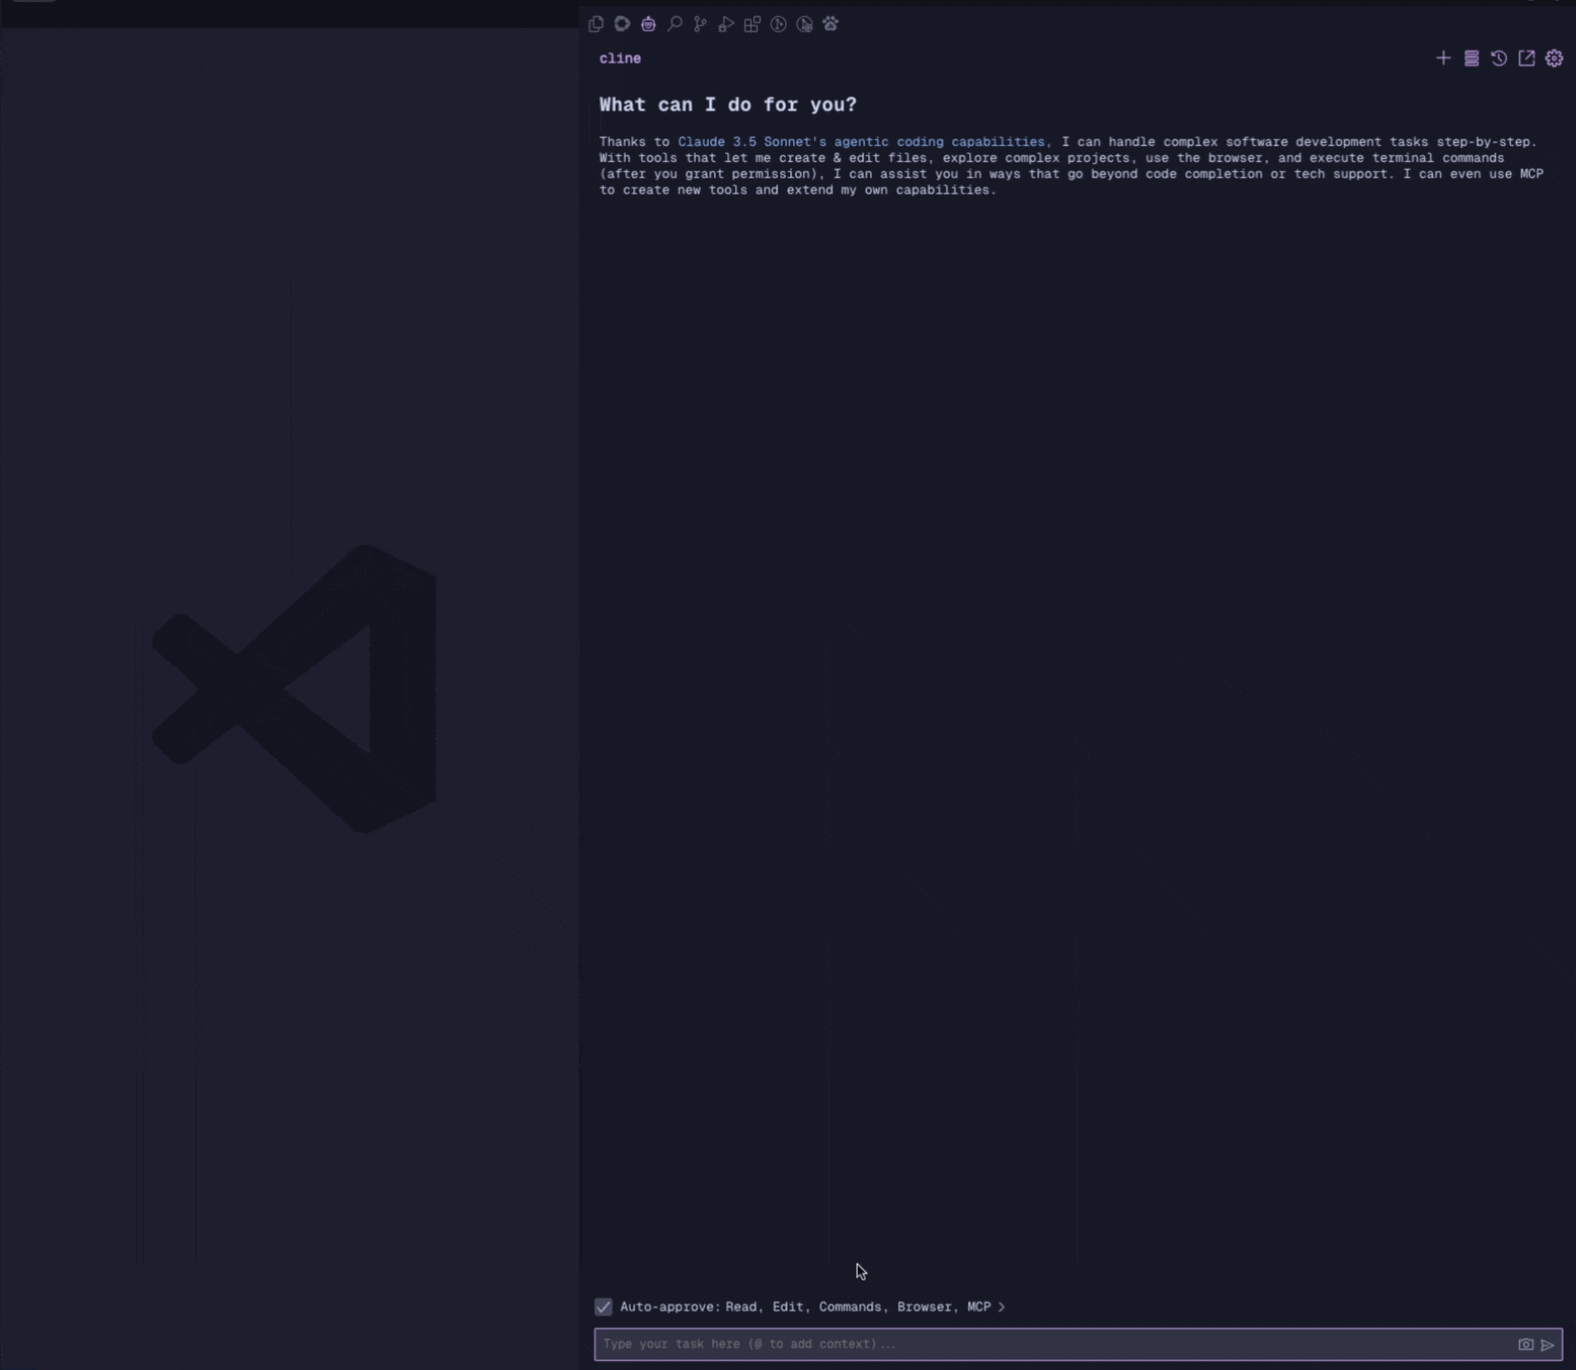 cline
What can I do for you?
Thanks to Claude 3.5 Sonnet's agentic coding capabilities, I can handle complex software development tasks step-by-step.
With tools that let me create & edit files, explore complex projects, use the browser, and execute terminal commands
(after you grant permission), I can assist you in ways that go beyond code completion or tech support. I can even use MCP
to create new tools and extend my own capabilities.
Auto-approve: Read, Edit, Commands, Browser, MCP
Type your task here (@ to add context)...